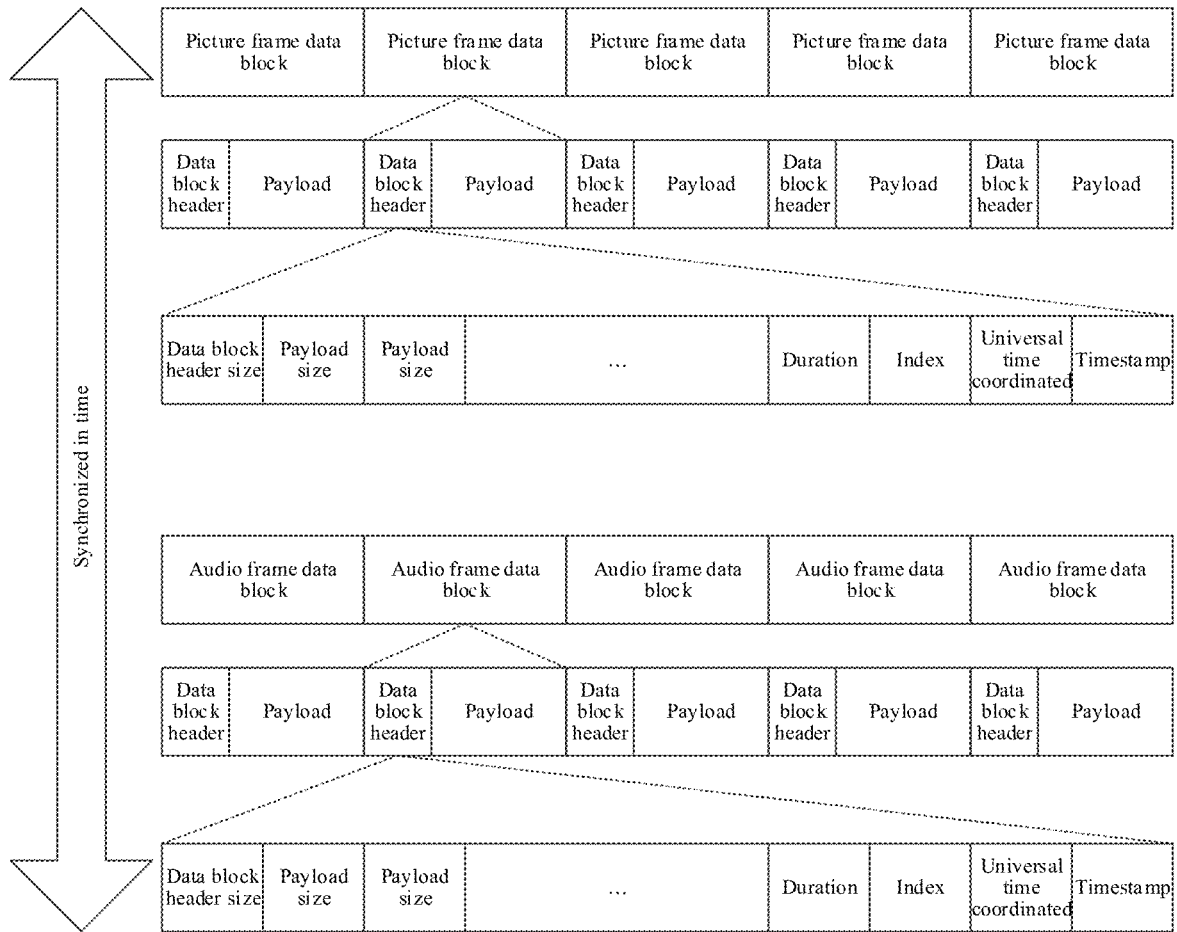 Synchronized in time
Picture frame data
block
Picture frame data
block
Picture frame data
block
Picture frame data
block
Picture frame data
block
Data
block
header
Payload
Data
block
header
Payload
Data
block
header
Payload
Data
block
header
Payload
Data
block
header
Payload
Data block
header size
Payload
size
Payload
size
...
Duration
Index
Universal
time
coordinated
Timestamp
Audio frame data
block
Audio frame data
block
Audio frame data
block
Audio frame data
block
Audio frame data
block
Data
block
header
Payload
Data
block
header
Payload
Data
block
header
Payload
Data
block
header
Payload
Data
block
header
Payload
Data block
header size
Payload
size
Payload
size
...
Duration
Index
Universal
time
coordinated
Timestamp